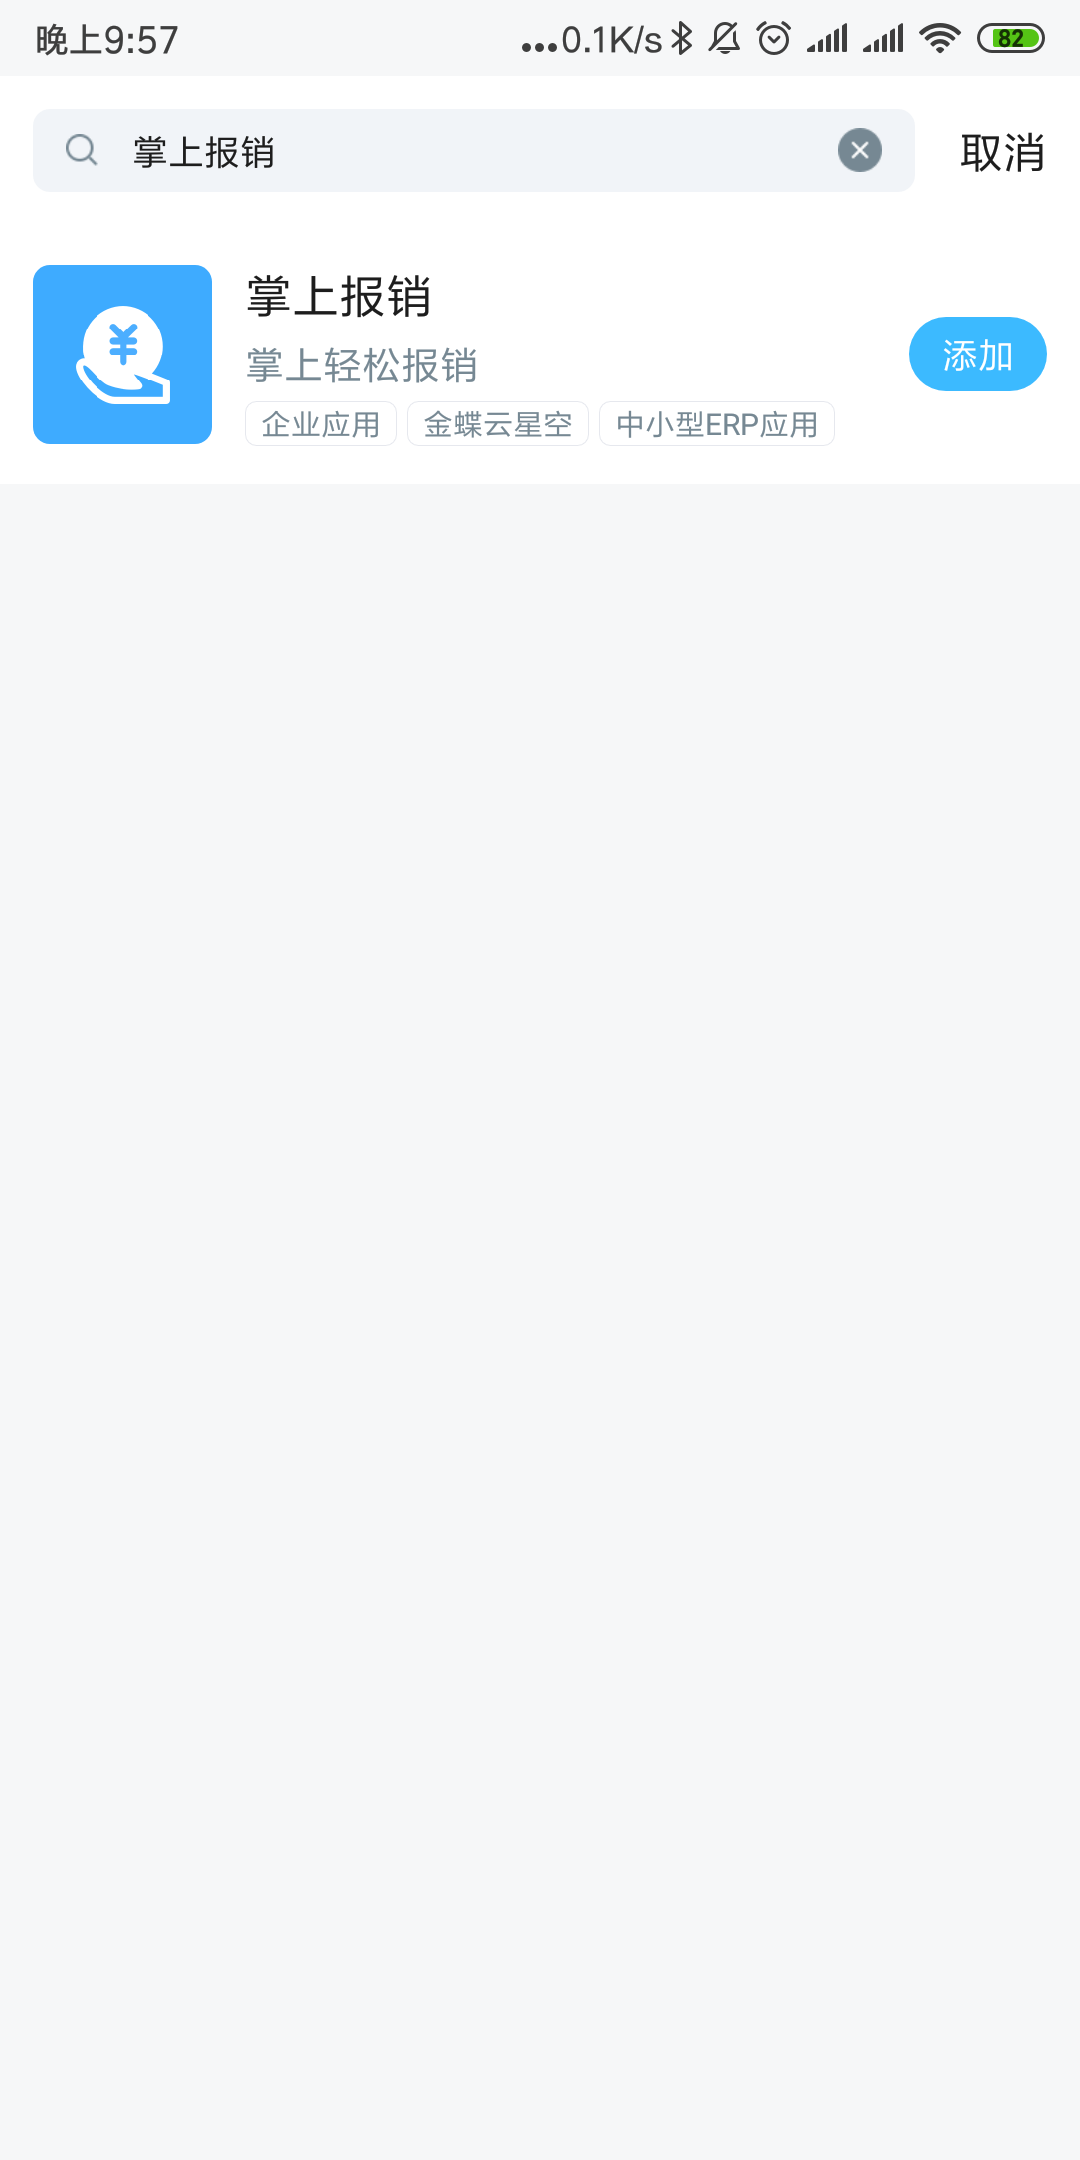 晚上9:57
...0.1K/s
82
掌上报销
取消
掌上报销
掌上轻松报销
添加
企业应用 金蝶云星空 中小型ERP应用